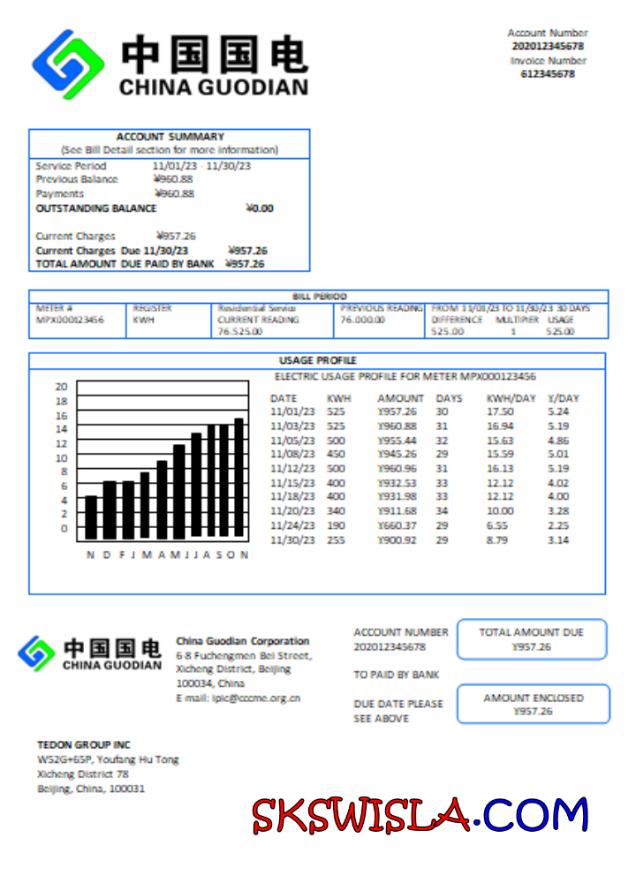 中国国电
CHINA GUODIAN
Account Number
202012345678
Invoice Number
612345678
ACCOUNT SUMMARY
(See Bill Detail section for more information)
Service Period 11/01/23 - 11/30/23
Previous Balance ¥960.88
Payments ¥960.88
OUTSTANDING BALANCE ¥0.00
Current Charges ¥957.26
Current Charges Due 11/30/23 ¥957.26
TOTAL AMOUNT DUE PAID BY BANK ¥957.26
BILL PERIOD
METER # REGISTER Residential Service PREVIOUS READING FROM 11/01/23 TO 11/30/23 30 DAYS
MPX000123456 KWH CURRENT READING 76.000.00 DIFFERENCE MULTIPIER USAGE
76.525.00 525.00 1 525.00
USAGE PROFILE
ELECTRIC USAGE PROFILE FOR METER MPX000123456
20
18
16
14
12
10
8
6
4
2
0
N D F J M A M J J A S O N
DATE KWH AMOUNT DAYS KWH/DAY Y/DAY
11/01/23 525 Y957.26 30 17.50 5.24
11/03/23 525 Y960.88 31 16.94 5.19
11/05/23 500 Y955.44 32 15.63 4.86
11/08/23 450 Y945.26 29 15.59 5.01
11/12/23 500 Y960.96 31 16.13 5.19
11/15/23 400 Y932.53 33 12.12 4.02
11/18/23 400 Y931.98 33 12.12 4.00
11/20/23 340 Y911.68 34 10.00 3.28
11/24/23 190 Y660.37 29 6.55 2.25
11/30/23 255 Y900.92 29 8.79 3.14
中国国电
CHINA GUODIAN
China Guodian Corporation
6-8 Fuchengmen Bei Street,
Xicheng District, Beijing
100034, China
E-mail: ipic@cccme.org.cn
ACCOUNT NUMBER
202012345678
TO PAID BY BANK
DUE DATE PLEASE
SEE ABOVE
TOTAL AMOUNT DUE
Y957.26
AMOUNT ENCLOSED
Y957.26
TEDON GROUP INC
W52G+65P, Youfang Hu Tong
Xicheng District 78
Beijing, China, 100031
SKSWISLA.COM